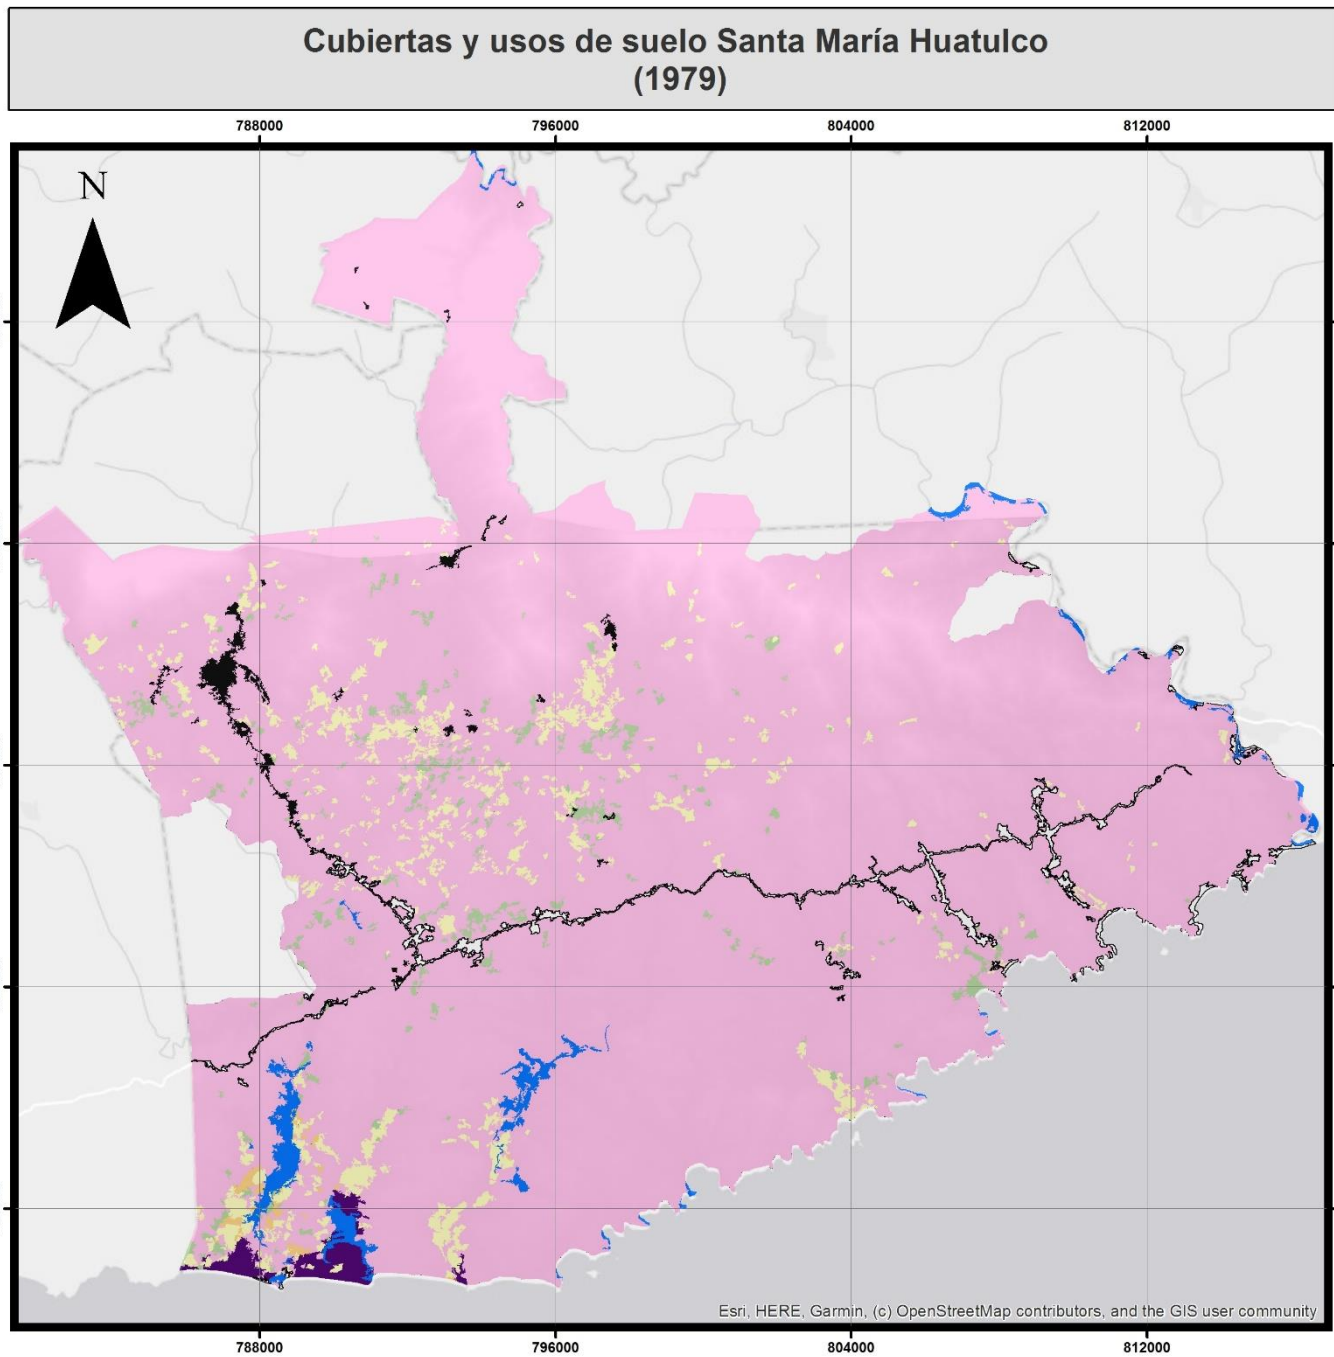 Cubiertas y usos de suelo Santa María Huatulco
(1979)
788000 796000 804000 812000
N
Esri, HERE, Garmin, (c) OpenStreetMap contributors, and the GIS user community
788000 796000 804000 812000